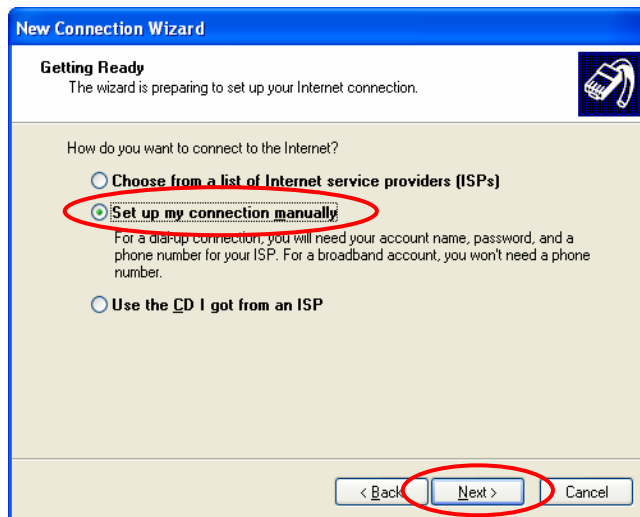 New Connection Wizard
Getting Ready
The wizard is preparing to set up your Internet connection.
How do you want to connect to the Internet?
Choose from a list of Internet service providers (ISPs)
Set up my connection manually
For a dial-up connection, you will need your account name, password, and a
phone number for your ISP. For a broadband account, you won't need a phone
number.
Use the CD I got from an ISP
< Back
Next >
Cancel